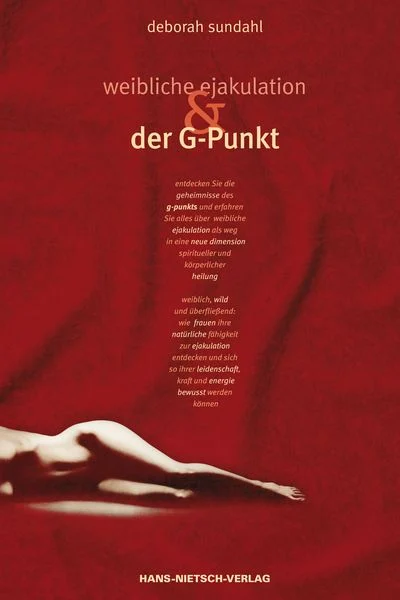 deborah sundahl
weibliche ejakulation
&
der G-Punkt
entdecken Sie die
geheimnisse des
g-punkts und erfahren
Sie alles über weibliche
ejakulation als weg
in eine neue dimension
spiritueller und
körperlicher
heilung
weiblich, wild
und überfließend:
wie frauen ihre
natürliche fähigkeit
zur ejakulation
entdecken und sich
so ihrer leidenschaft,
kraft und energie
bewusst werden
können
HANS-NIETSCH-VERLAG